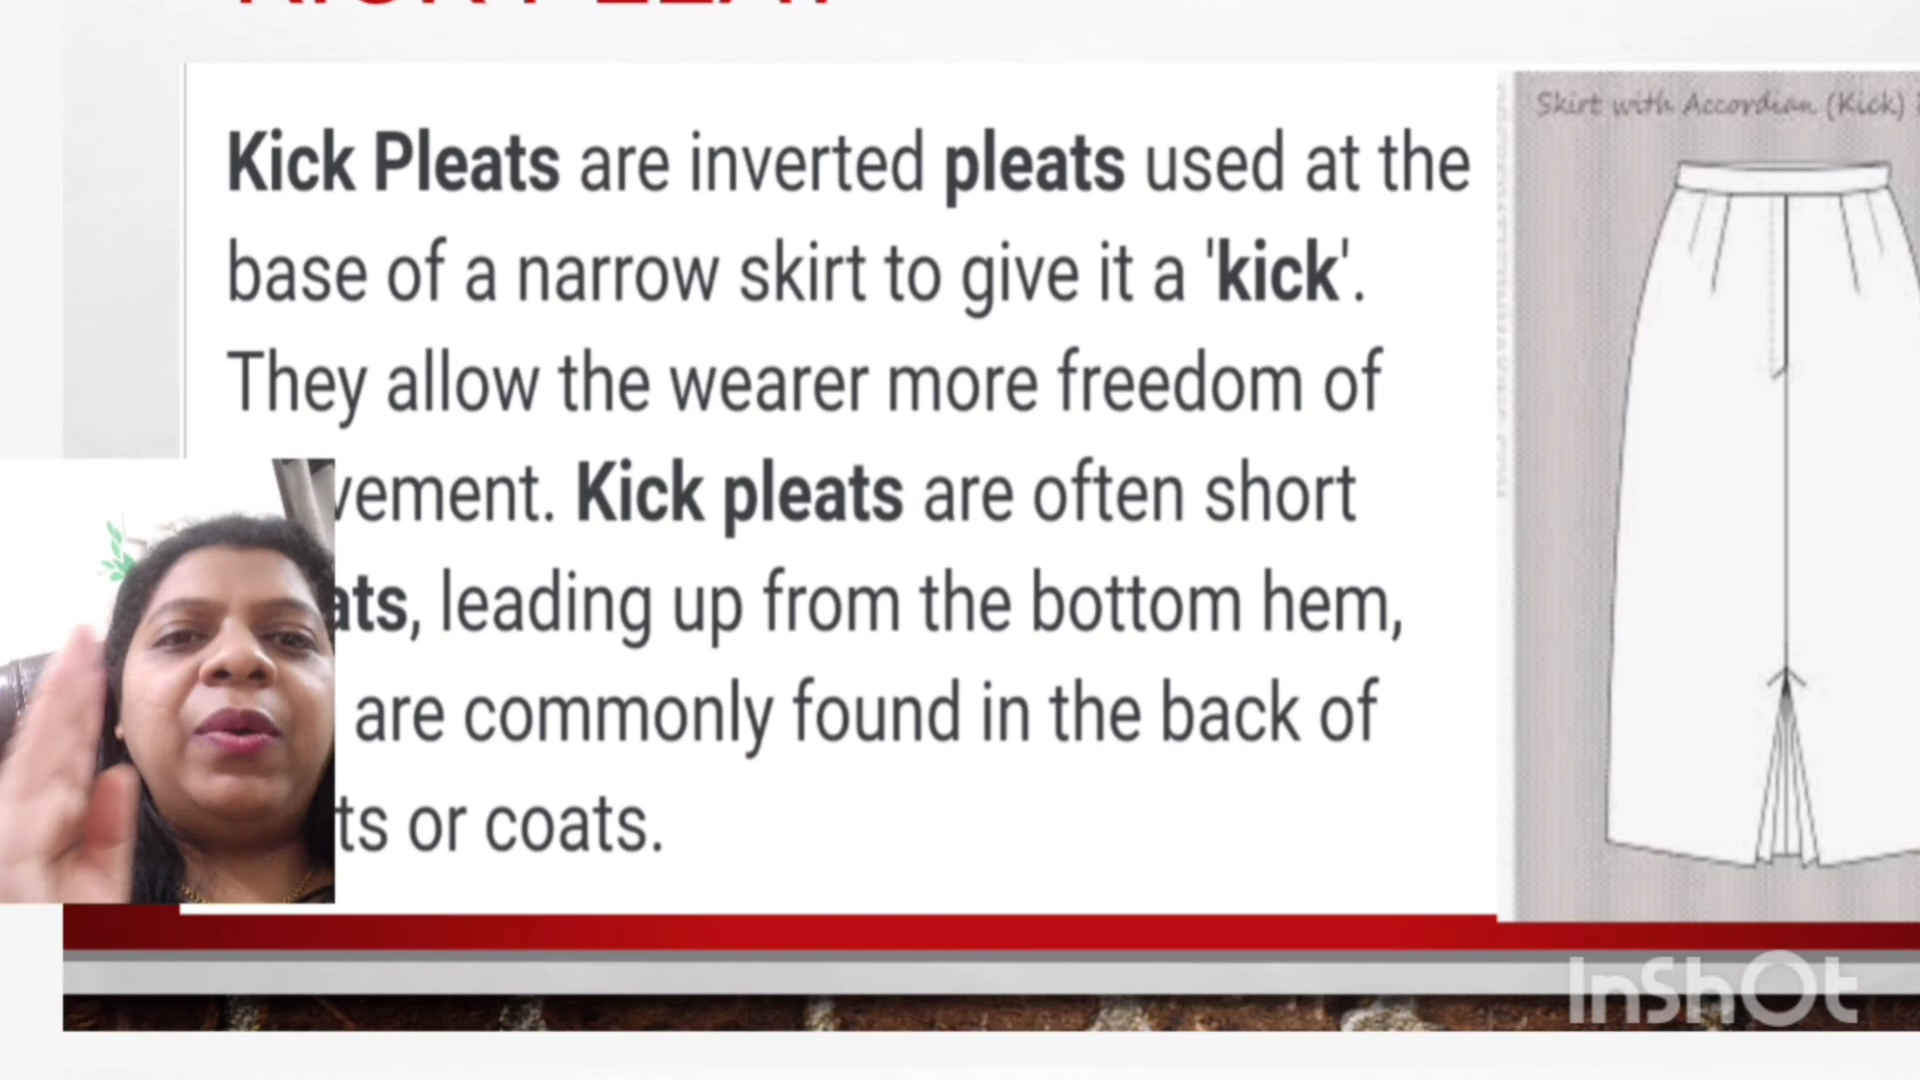 KICK PLEAT
Kick Pleats are inverted pleats used at the
base of a narrow skirt to give it a 'kick'.
They allow the wearer more freedom of
vement. Kick pleats are often short
ats, leading up from the bottom hem,
are commonly found in the back of
ts or coats.
Skirt with Accordian (Kick)
InShOt